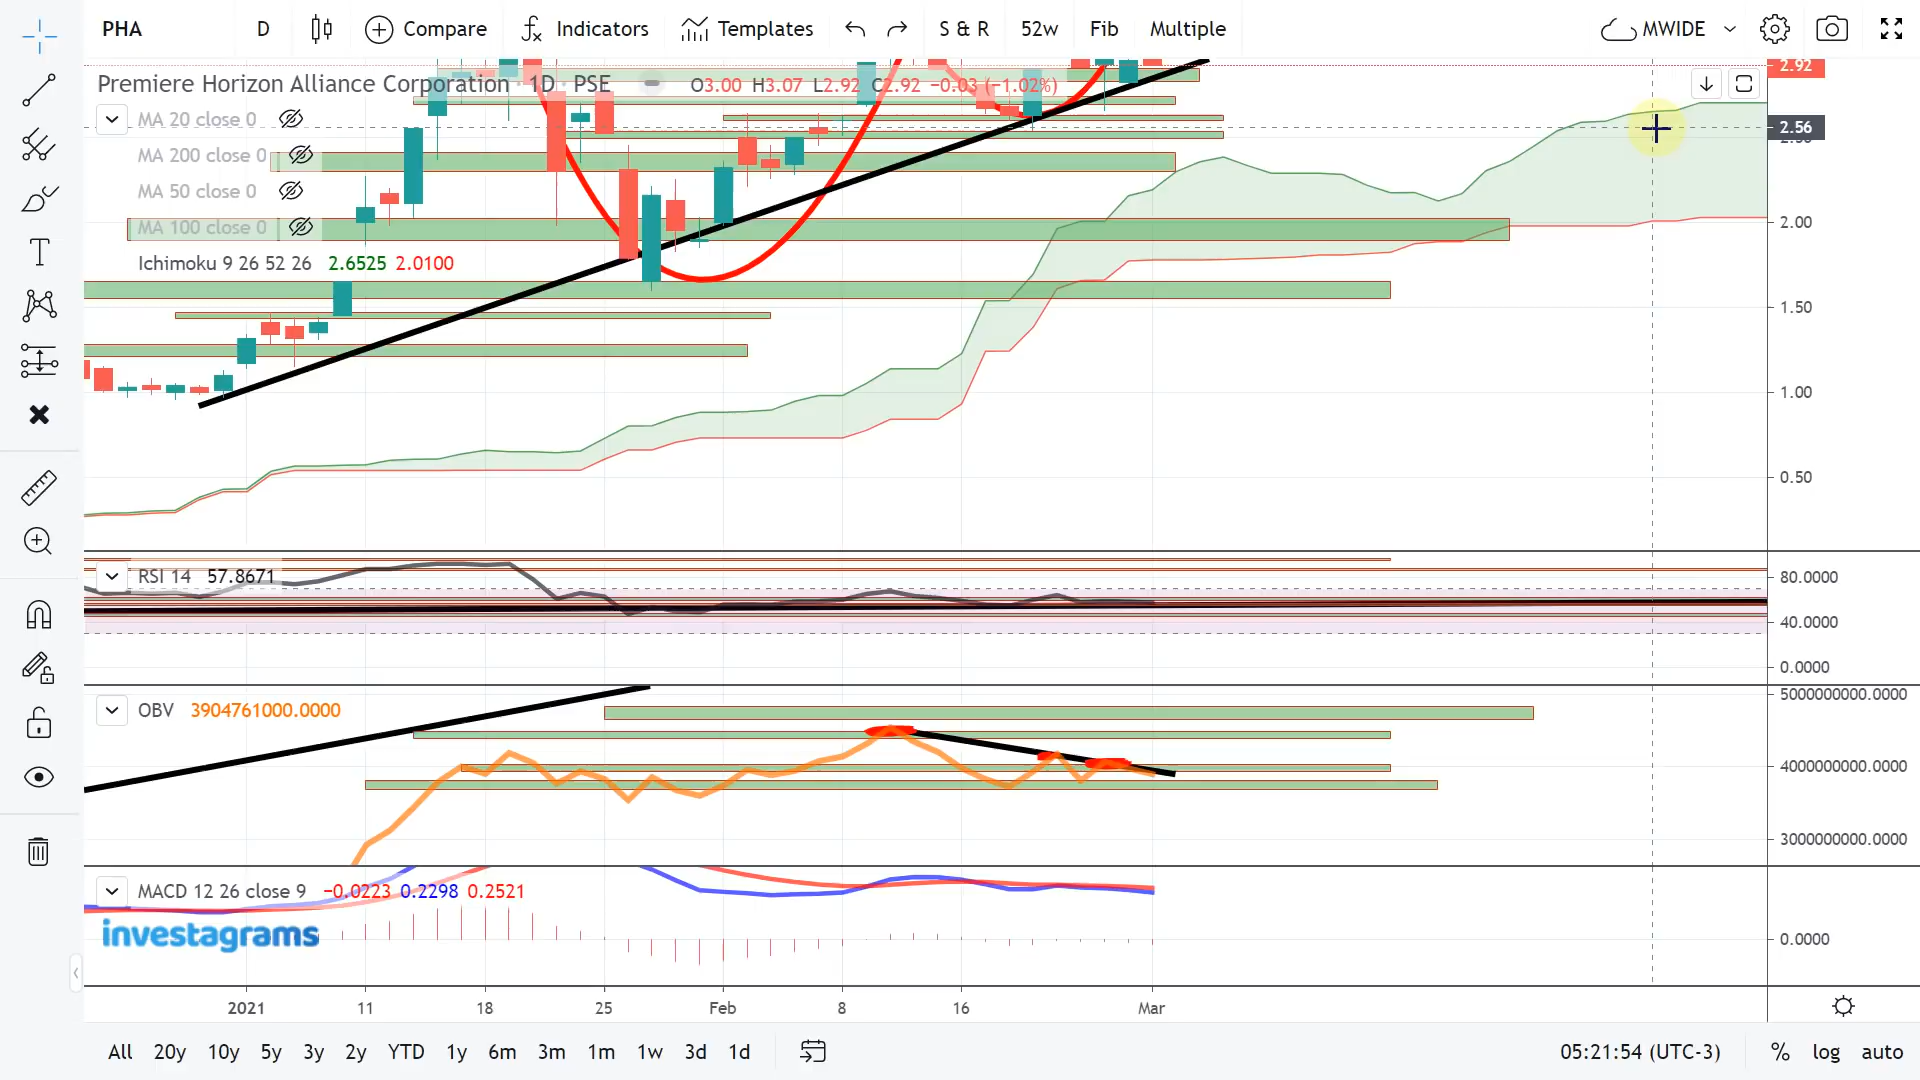 PHA D Compare Indicators Templates S & R 52w Fib Multiple MWIDE
Premiere Horizon Alliance Corporation · 1D · PSE O3.00 H3.07 L2.92 C2.92 −0.03 (−1.02%)
2.92
MA 20 close 0
2.56
MA 200 close 0
MA 50 close 0
MA 100 close 0
2.00
Ichimoku 9 26 52 26 2.6525 2.0100
1.50
1.00
0.50
RSI 14 57.8671
80.0000
40.0000
0.0000
5000000000.0000
OBV 3904761000.0000
4000000000.0000
3000000000.0000
MACD 12 26 close 9 −0.0223 0.2298 0.2521
investagrams
0.0000
2021 11 18 25 Feb 8 16 Mar
All 20y 10y 5y 3y 2y YTD 1y 6m 3m 1m 1w 3d 1d 05:21:54 (UTC-3) % log auto